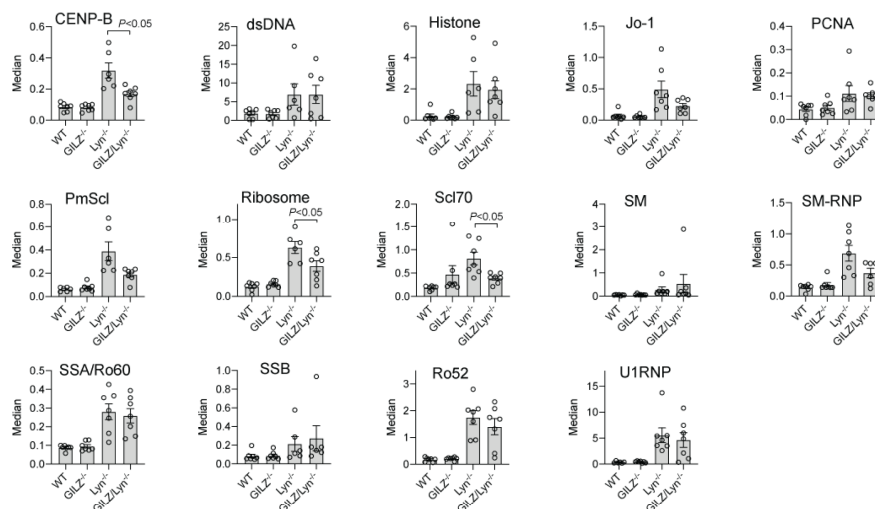 CENP-B
P<0.05
Median
0.6
0.4
0.2
0.0
WT
GILZ-/-
Lyn-/-
GILZ/Lyn-/-
dsDNA
Median
25
20
15
10
5
0
WT
GILZ-/-
Lyn-/-
GILZ/Lyn-/-
Histone
Median
6
4
2
0
WT
GILZ-/-
Lyn-/-
GILZ/Lyn-/-
Jo-1
Median
1.5
1.0
0.5
0.0
WT
GILZ-/-
Lyn-/-
GILZ/Lyn-/-
PCNA
Median
0.4
0.3
0.2
0.1
0.0
WT
GILZ-/-
Lyn-/-
GILZ/Lyn-/-
PmScl
Median
0.8
0.6
0.4
0.2
0.0
WT
GILZ-/-
Lyn-/-
GILZ/Lyn-/-
Ribosome
P<0.05
Median
1.0
0.5
0.0
WT
GILZ-/-
Lyn-/-
GILZ/Lyn-/-
Scl70
P<0.05
Median
2.0
1.5
1.0
0.5
0.0
WT
GILZ-/-
Lyn-/-
GILZ/Lyn-/-
SM
Median
4
3
2
1
0
WT
GILZ-/-
Lyn-/-
GILZ/Lyn-/-
SM-RNP
Median
1.5
1.0
0.5
0.0
WT
GILZ-/-
Lyn-/-
GILZ/Lyn-/-
SSA/Ro60
Median
0.5
0.4
0.3
0.2
0.1
0.0
WT
GILZ-/-
Lyn-/-
GILZ/Lyn-/-
SSB
Median
1.0
0.8
0.6
0.4
0.2
0.0
WT
GILZ-/-
Lyn-/-
GILZ/Lyn-/-
Ro52
Median
3
2
1
0
WT
GILZ-/-
Lyn-/-
GILZ/Lyn-/-
U1RNP
Median
15
10
5
0
WT
GILZ-/-
Lyn-/-
GILZ/Lyn-/-